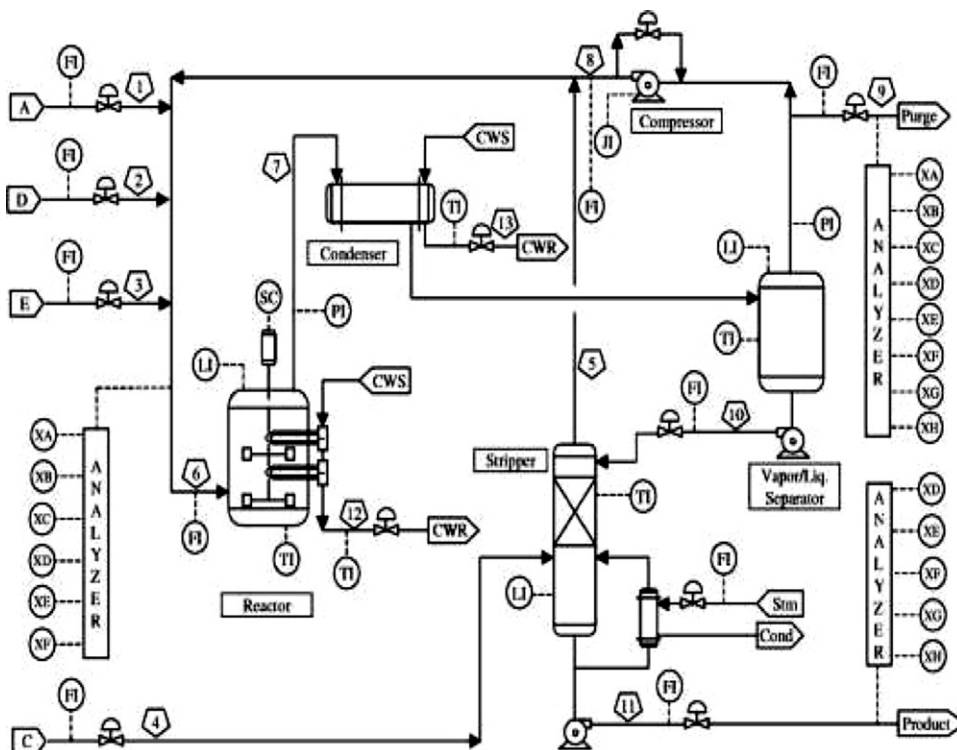 8
FI
FI
1
9
A
Purge
Compressor
JI
FI
CWS
7
XA
FI
2
XB
D
TI
FI
13
PI
A
N
A
L
Y
Z
E
R
XC
CWR
Condenser
LI
XD
FI
3
SC
E
PI
TI
XE
5
XF
LI
CWS
FI
10
XG
XH
XA
A
N
A
L
Y
Z
E
R
XB
6
Stripper
Vapor/Liq.
Separator
XC
FI
12
CWR
TI
A
N
A
L
Y
Z
E
R
XD
XD
TI
TI
XE
XE
Reactor
FI
XF
XF
LI
Stm
XG
Cond
XH
FI
4
FI
11
C
Product